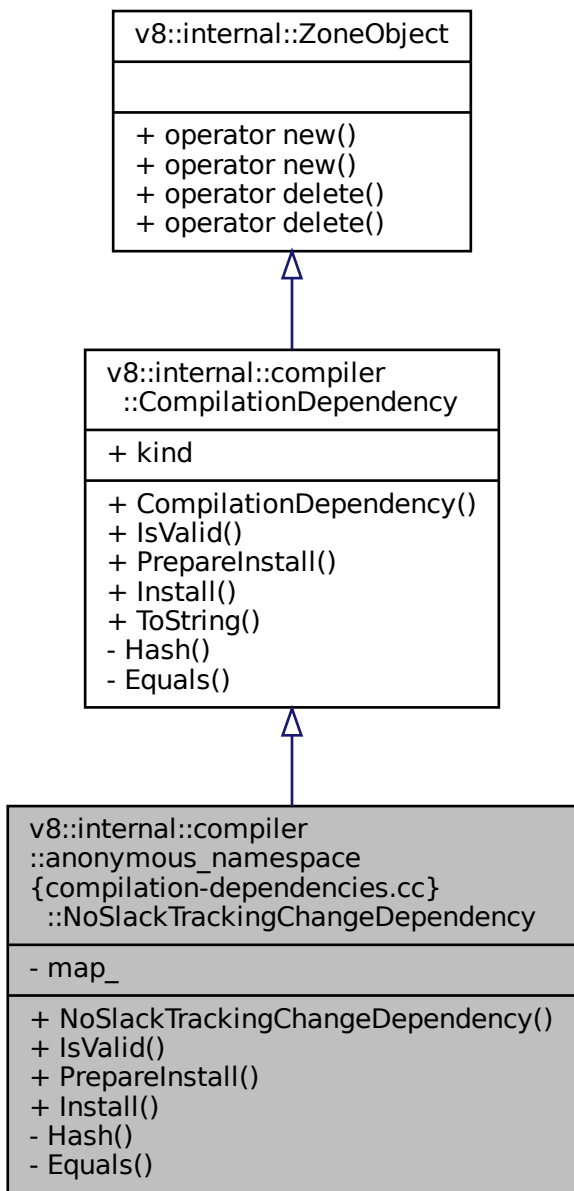 v8::internal::ZoneObject
+ operator new()
+ operator new()
+ operator delete()
+ operator delete()
v8::internal::compiler
::CompilationDependency
+ kind
+ CompilationDependency()
+ IsValid()
+ PrepareInstall()
+ Install()
+ ToString()
- Hash()
- Equals()
v8::internal::compiler
::anonymous_namespace
{compilation-dependencies.cc}
::NoSlackTrackingChangeDependency
- map_
+ NoSlackTrackingChangeDependency()
+ IsValid()
+ PrepareInstall()
+ Install()
- Hash()
- Equals()